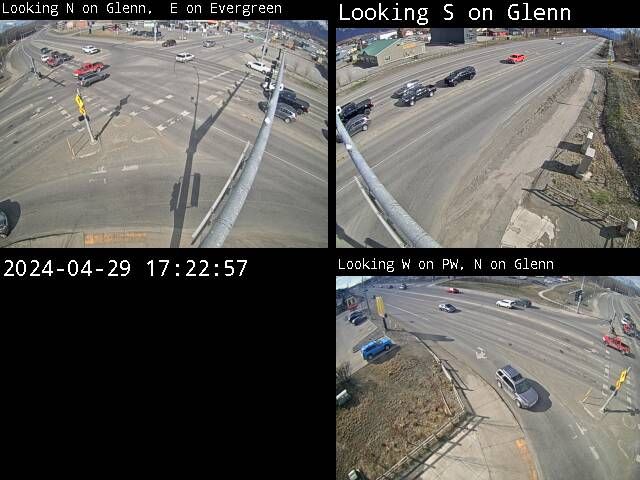 Looking N on Glenn,  E on Evergreen
Looking S on Glenn
2024-04-29 17:22:57
Looking W on PW, N on Glenn